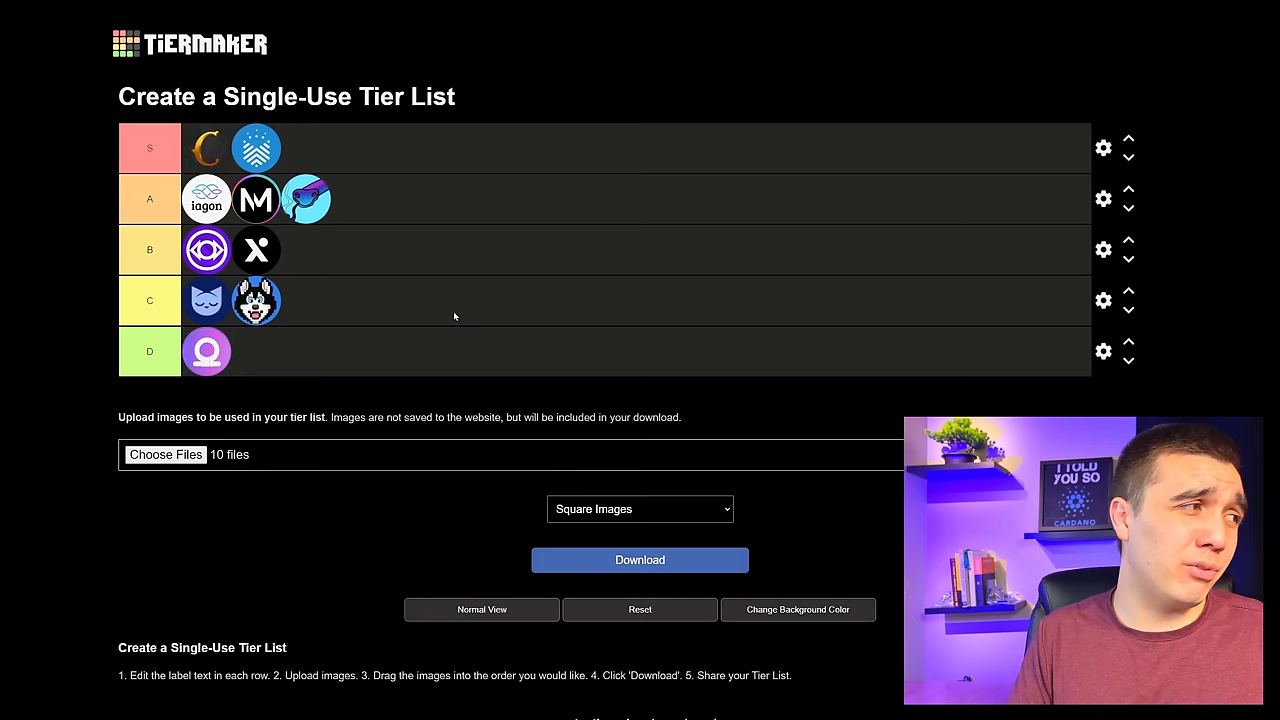 TiERMAKER
Create a Single-Use Tier List
S
C
A
iagon
M
B
X
C
D
Upload images to be used in your tier list. Images are not saved to the website, but will be included in your download.
Choose Files 10 files
Square Images
Download
Normal View
Reset
Change Background Color
I TOLD
YOU SO
CARDANO
Create a Single-Use Tier List
1. Edit the label text in each row. 2. Upload images. 3. Drag the images into the order you would like. 4. Click 'Download'. 5. Share your Tier List.